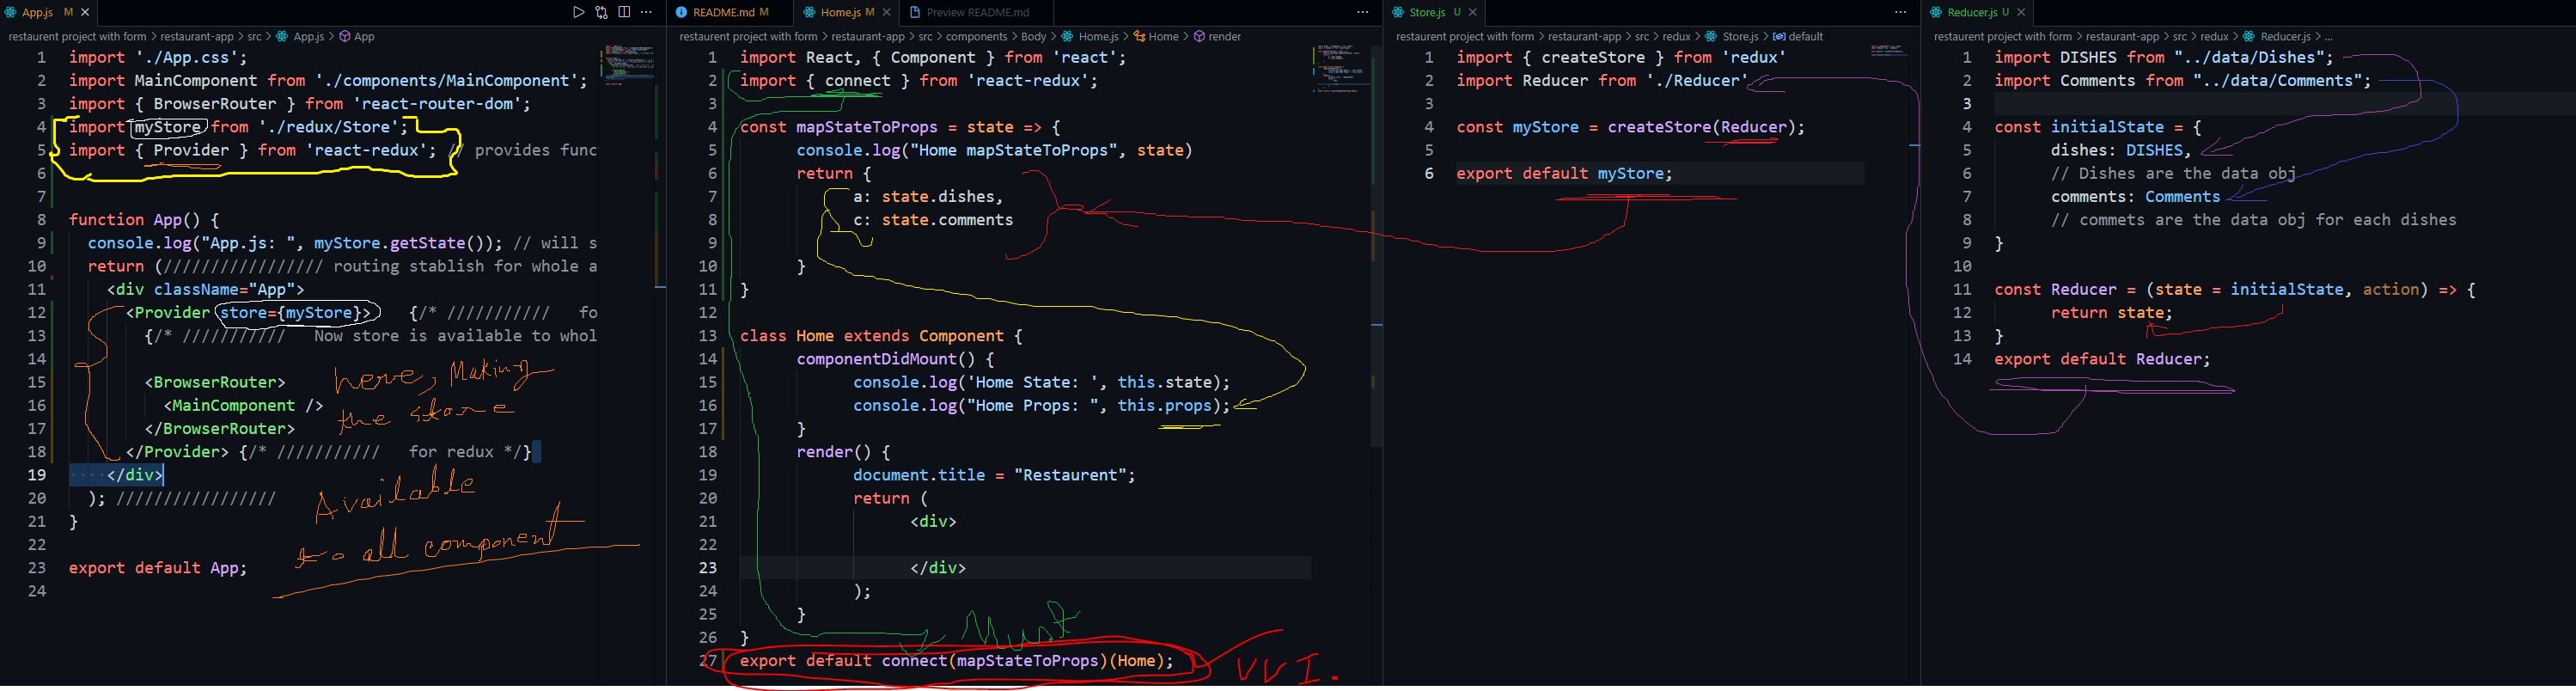 App.js M
restaurent project with form > restaurant-app > src > App.js > App
1 import './App.css';
2 import MainComponent from './components/MainComponent';
3 import { BrowserRouter } from 'react-router-dom';
4 import myStore from './redux/Store';
5 import { Provider } from 'react-redux'; // provides func
6
7
8 function App() {
9 console.log("App.js: ", myStore.getState()); // will s
10 return (///////////////// routing stablish for whole a
11 <div className="App">
12 <Provider store={myStore}> {/* /////////// fo
13 {/* /////////// Now store is available to whol
14
15 <BrowserRouter>
16 <MainComponent />
17 </BrowserRouter>
18 </Provider> {/* /////////// for redux */}
19 </div>
20 ); /////////////////
21 }
22
23 export default App;
24
here, Making
the store
Available
to all component
README.md M
Home.js M
Preview README.md
restaurent project with form > restaurant-app > src > components > Body > Home.js > Home > render
1 import React, { Component } from 'react';
2 import { connect } from 'react-redux';
3
4 const mapStateToProps = state => {
5 console.log("Home mapStateToProps", state)
6 return {
7 a: state.dishes,
8 c: state.comments
9
10 }
11 }
12
13 class Home extends Component {
14 componentDidMount() {
15 console.log('Home State: ', this.state);
16 console.log("Home Props: ", this.props);
17 }
18 render() {
19 document.title = "Restaurent";
20 return (
21 <div>
22
23 </div>
24 );
25 }
26 }
27 export default connect(mapStateToProps)(Home);
Must
VVI.
Store.js U
restaurent project with form > restaurant-app > src > redux > Store.js > default
1 import { createStore } from 'redux'
2 import Reducer from './Reducer'
3
4 const myStore = createStore(Reducer);
5
6 export default myStore;
Reducer.js U
restaurent project with form > restaurant-app > src > redux > Reducer.js > ...
1 import DISHES from "../data/Dishes";
2 import Comments from "../data/Comments";
3
4 const initialState = {
5 dishes: DISHES,
6 // Dishes are the data obj
7 comments: Comments
8 // commets are the data obj for each dishes
9 }
10
11 const Reducer = (state = initialState, action) => {
12 return state;
13 }
14 export default Reducer;